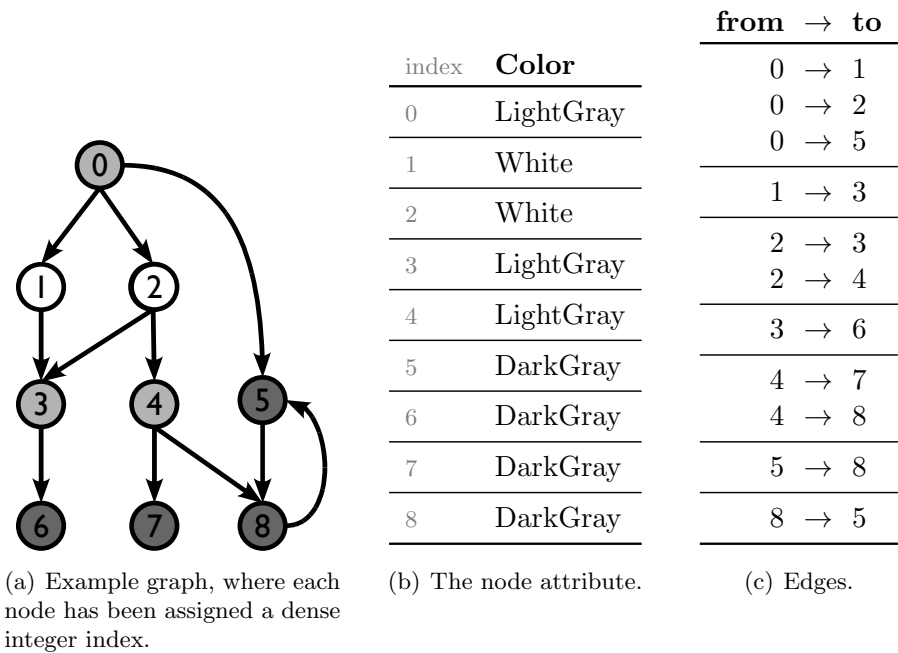 0
1
2
3
4
5
6
7
8
(a) Example graph, where each
node has been assigned a dense
integer index.
index Color
0 LightGray
1 White
2 White
3 LightGray
4 LightGray
5 DarkGray
6 DarkGray
7 DarkGray
8 DarkGray
(b) The node attribute.
from → to
0 → 1
0 → 2
0 → 5
1 → 3
2 → 3
2 → 4
3 → 6
4 → 7
4 → 8
5 → 8
8 → 5
(c) Edges.